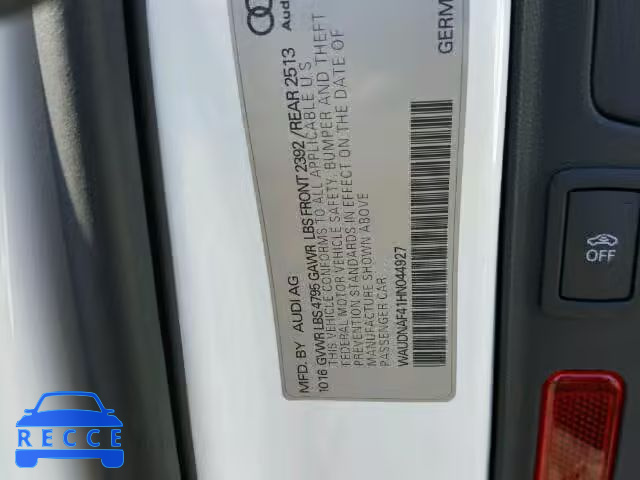 Audi
GERM
MFD. BY AUDI AG
1016 GVWR LBS 4795 GAWR LBS FRONT 2392/REAR 2513
THIS VEHICLE CONFORMS TO ALL APPLICABLE U S
FEDERAL MOTOR VEHICLE SAFETY, BUMPER AND THEFT
PREVENTION STANDARDS IN EFFECT ON THE DATE OF
MANUFACTURE SHOWN ABOVE
PASSENGER CAR
WAUDNAF41HN044927
OFF
RECCE